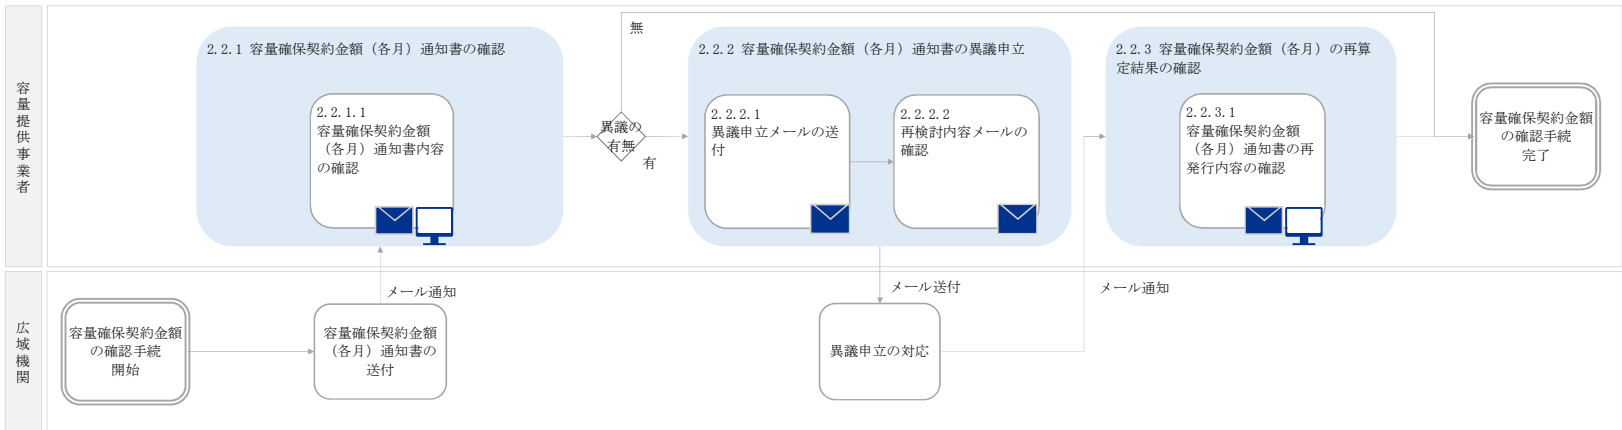 容量提供事業者
2.2.1 容量確保契約金額（各月）通知書の確認
2.2.1.1
容量確保契約金額
（各月）通知書内容
の確認
異議の
有無
無
有
2.2.2 容量確保契約金額（各月）通知書の異議申立
2.2.2.1
異議申立メールの送
付
2.2.2.2
再検討内容メールの
確認
2.2.3 容量確保契約金額（各月）の再算
定結果の確認
2.2.3.1
容量確保契約金額
（各月）通知書の再
発行内容の確認
容量確保契約金額
の確認手続
完了
広域機関
容量確保契約金額
の確認手続
開始
メール通知
容量確保契約金額
（各月）通知書の
送付
メール送付
異議申立の対応
メール通知